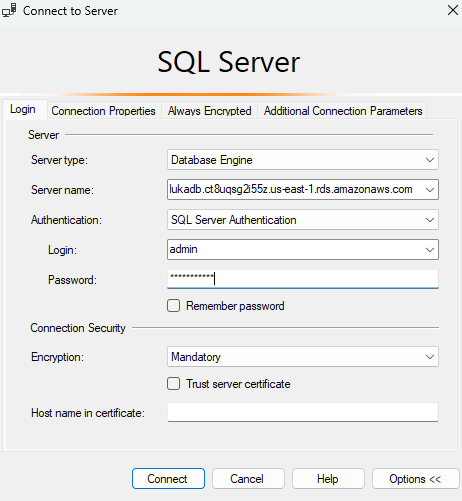 Connect to Server
SQL Server
Login Connection Properties Always Encrypted Additional Connection Parameters
Server
Server type: Database Engine
Server name: lukadb.ct8uqsg2i55z.us-east-1.rds.amazonaws.com
Authentication: SQL Server Authentication
Login: admin
Password: ***********
Remember password
Connection Security
Encryption: Mandatory
Trust server certificate
Host name in certificate:
Connect Cancel Help Options <<